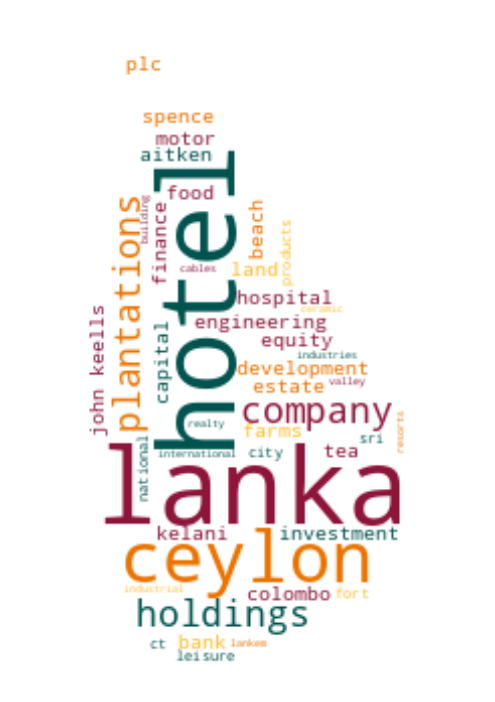 plc
spence
motor
aitken
food
hotel
plantations
building
finance
beach
products
cables
land
hospital
ceramic
engineering
capital
john keells
equity
industries
development
valley
estate
company
resorts
realty
farms
sri
national
international
city
tea
lanka
kelani
investment
ceylon
industrial
colombo
fort
holdings
ct
bank
lankem
leisure